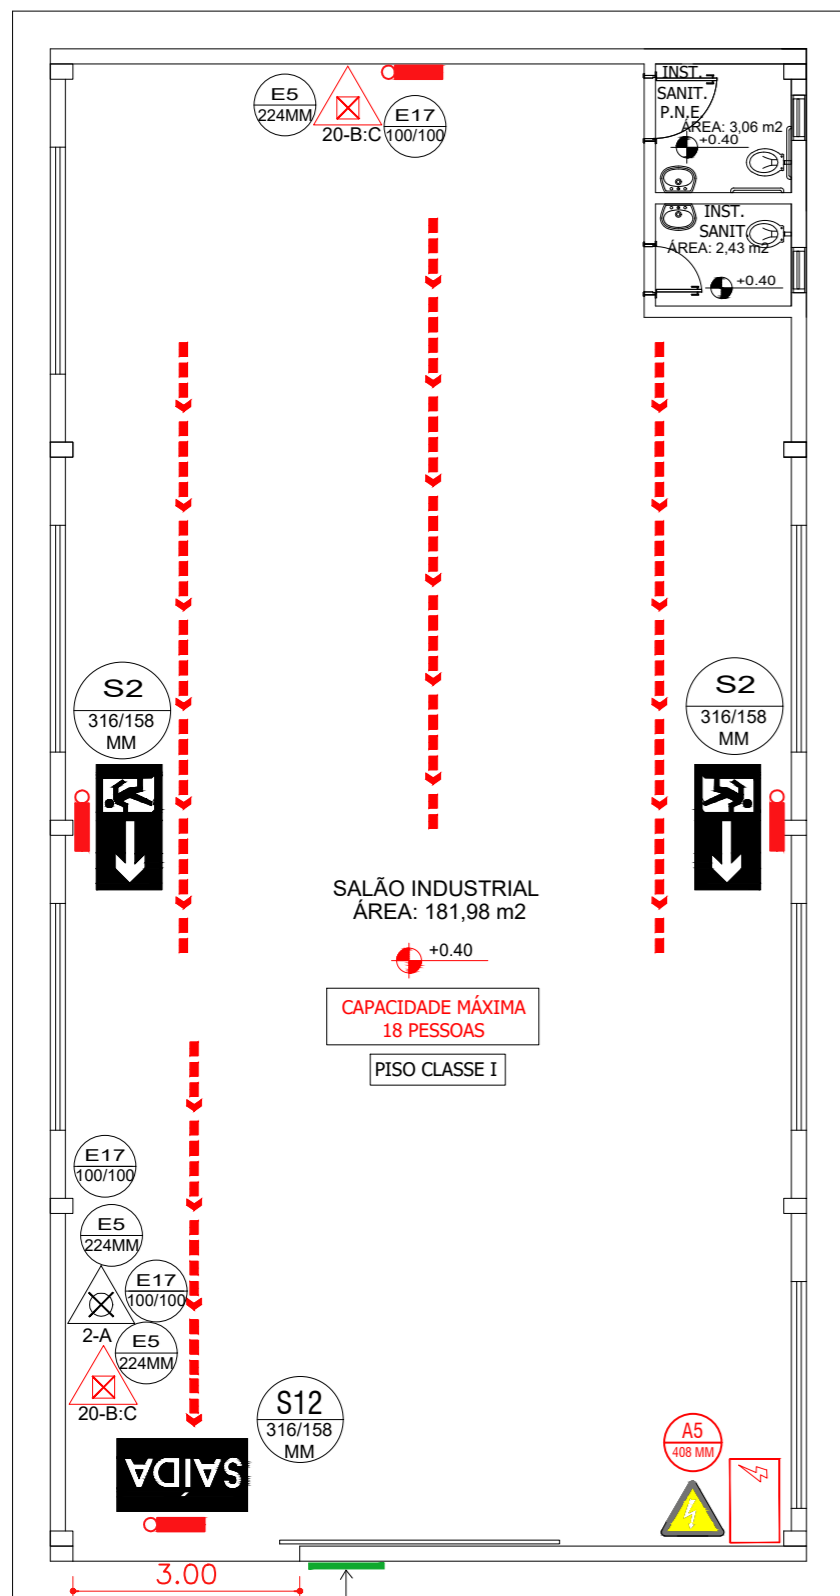 E5
224MM
20-B:C
E17
100/100
INST.
SANIT.
P.N.E.
ÁREA: 3,06 m2
+0.40
INST.
SANIT.
ÁREA: 2,43 m2
+0.40
S2
316/158
MM
S2
316/158
MM
SALÃO INDUSTRIAL
ÁREA: 181,98 m2
+0.40
CAPACIDADE MÁXIMA
18 PESSOAS
PISO CLASSE I
E17
100/100
E5
224MM
2-A
E17
100/100
E5
224MM
20-B:C
S12
316/158
MM
SAÍDA
A5
408 MM
3.00